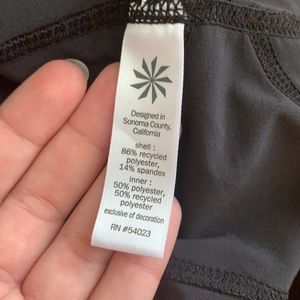 Designed in
Sonoma County,
California
shell :
86% recycled
polyester,
14% spandex
inner :
50% polyester,
50% recycled
polyester
exclusive of decoration
RN #54023